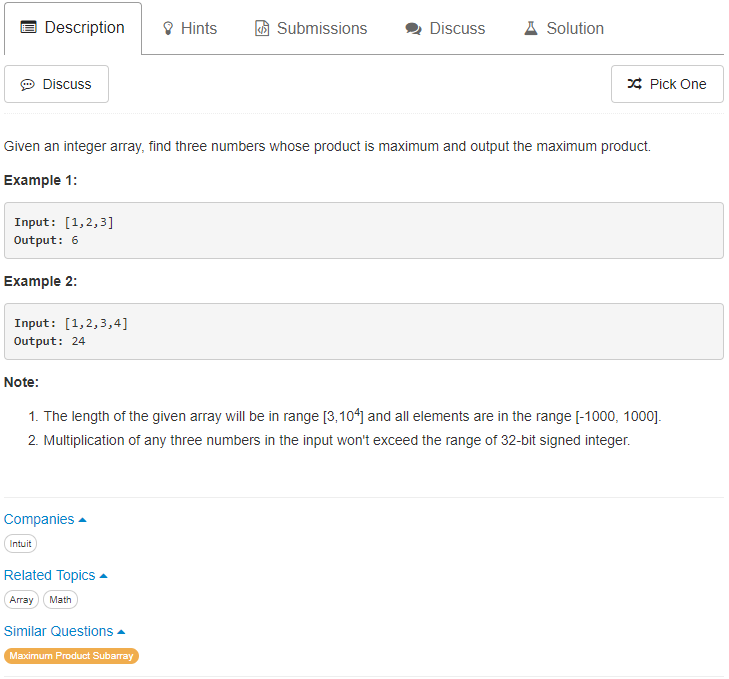 Description
Hints
Submissions
Discuss
Solution
Discuss
Pick One
Given an integer array, find three numbers whose product is maximum and output the maximum product.
Example 1:
Input: [1,2,3]
Output: 6
Example 2:
Input: [1,2,3,4]
Output: 24
Note:
1. The length of the given array will be in range [3,10⁴] and all elements are in the range [-1000, 1000].
2. Multiplication of any three numbers in the input won't exceed the range of 32-bit signed integer.
Companies
Intuit
Related Topics
Array Math
Similar Questions
Maximum Product Subarray